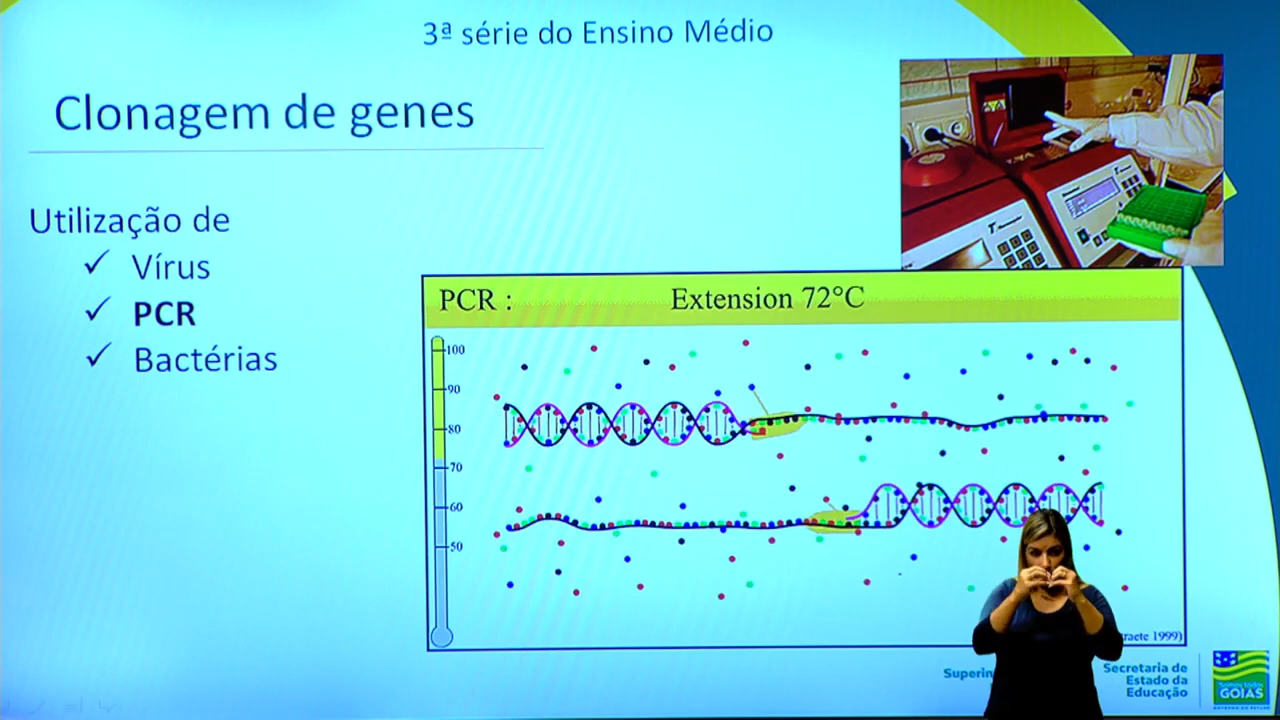 3ª série do Ensino Médio
Clonagem de genes
Utilização de
✓ Vírus
✓ PCR
✓ Bactérias
PCR : Extension 72°C
100
90
80
70
60
50
1999)
Superin
Secretaria de
Estado da
Educação
GOIÁS